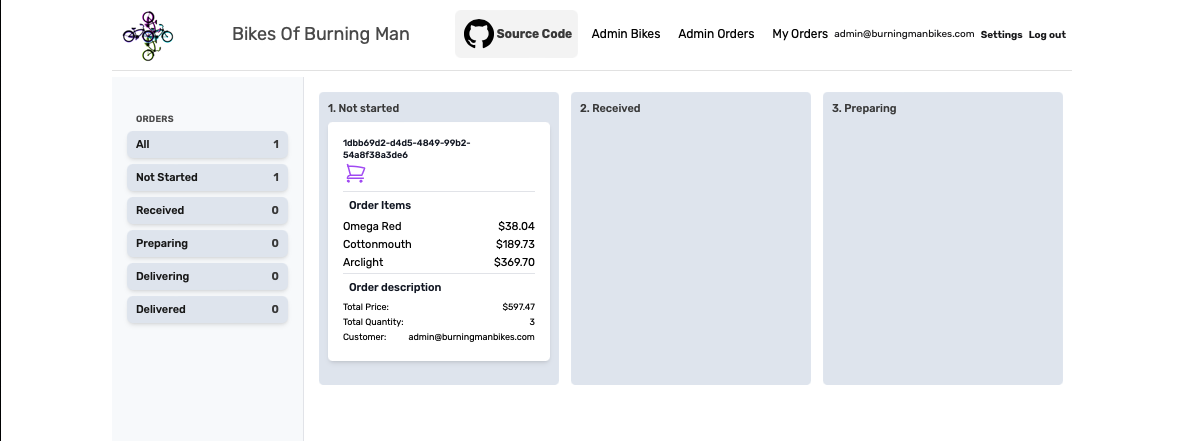 Bikes Of Burning Man
Source Code
Admin Bikes
Admin Orders
My Orders
admin@burningmanbikes.com
Settings
Log out
ORDERS
All 1
Not Started 1
Received 0
Preparing 0
Delivering 0
Delivered 0
1. Not started
1dbb69d2-d4d5-4849-99b2-
54a8f38a3de6
Order Items
Omega Red $38.04
Cottonmouth $189.73
Arclight $369.70
Order description
Total Price: $597.47
Total Quantity: 3
Customer: admin@burningmanbikes.com
2. Received
3. Preparing